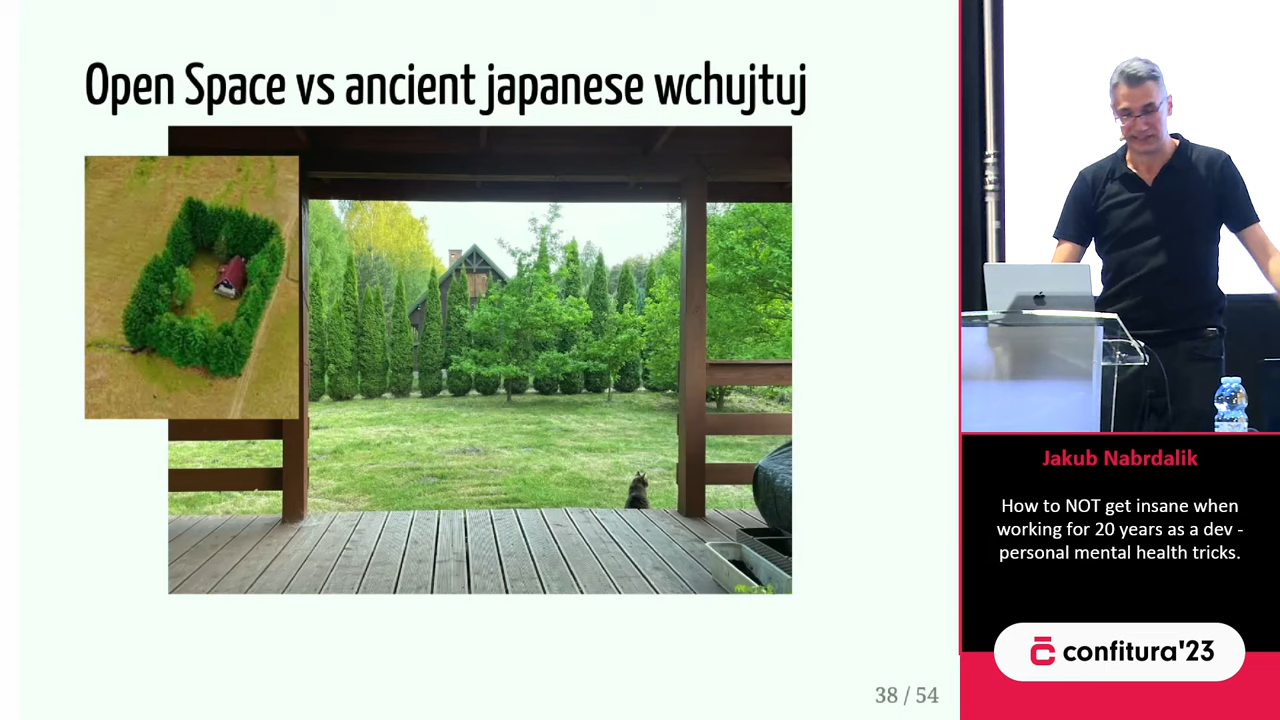 Open Space vs ancient japanese wchujtuj
38 / 54
Jakub Nabrdalik
How to NOT get insane when
working for 20 years as a dev -
personal mental health tricks.
confitura'23